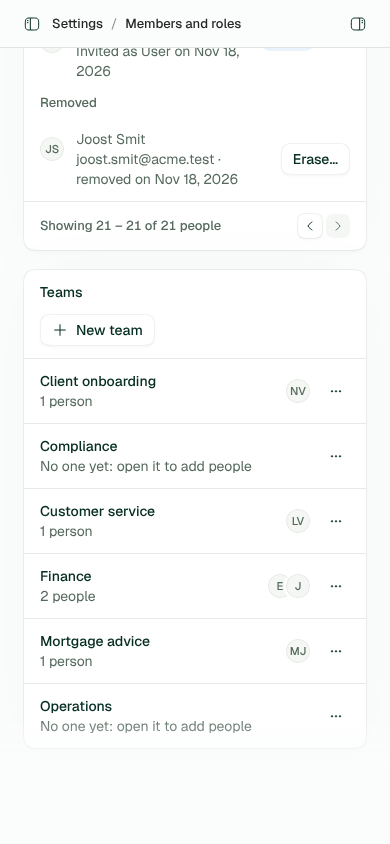 Settings / Members and roles
Invited as User on Nov 18,
2026
Removed
JS
Joost Smit
joost.smit@acme.test ·
removed on Nov 18, 2026
Erase…
Showing 21 – 21 of 21 people
Teams
New team
Client onboarding
1 person
NV
Compliance
No one yet: open it to add people
Customer service
1 person
LV
Finance
2 people
E J
Mortgage advice
1 person
MJ
Operations
No one yet: open it to add people